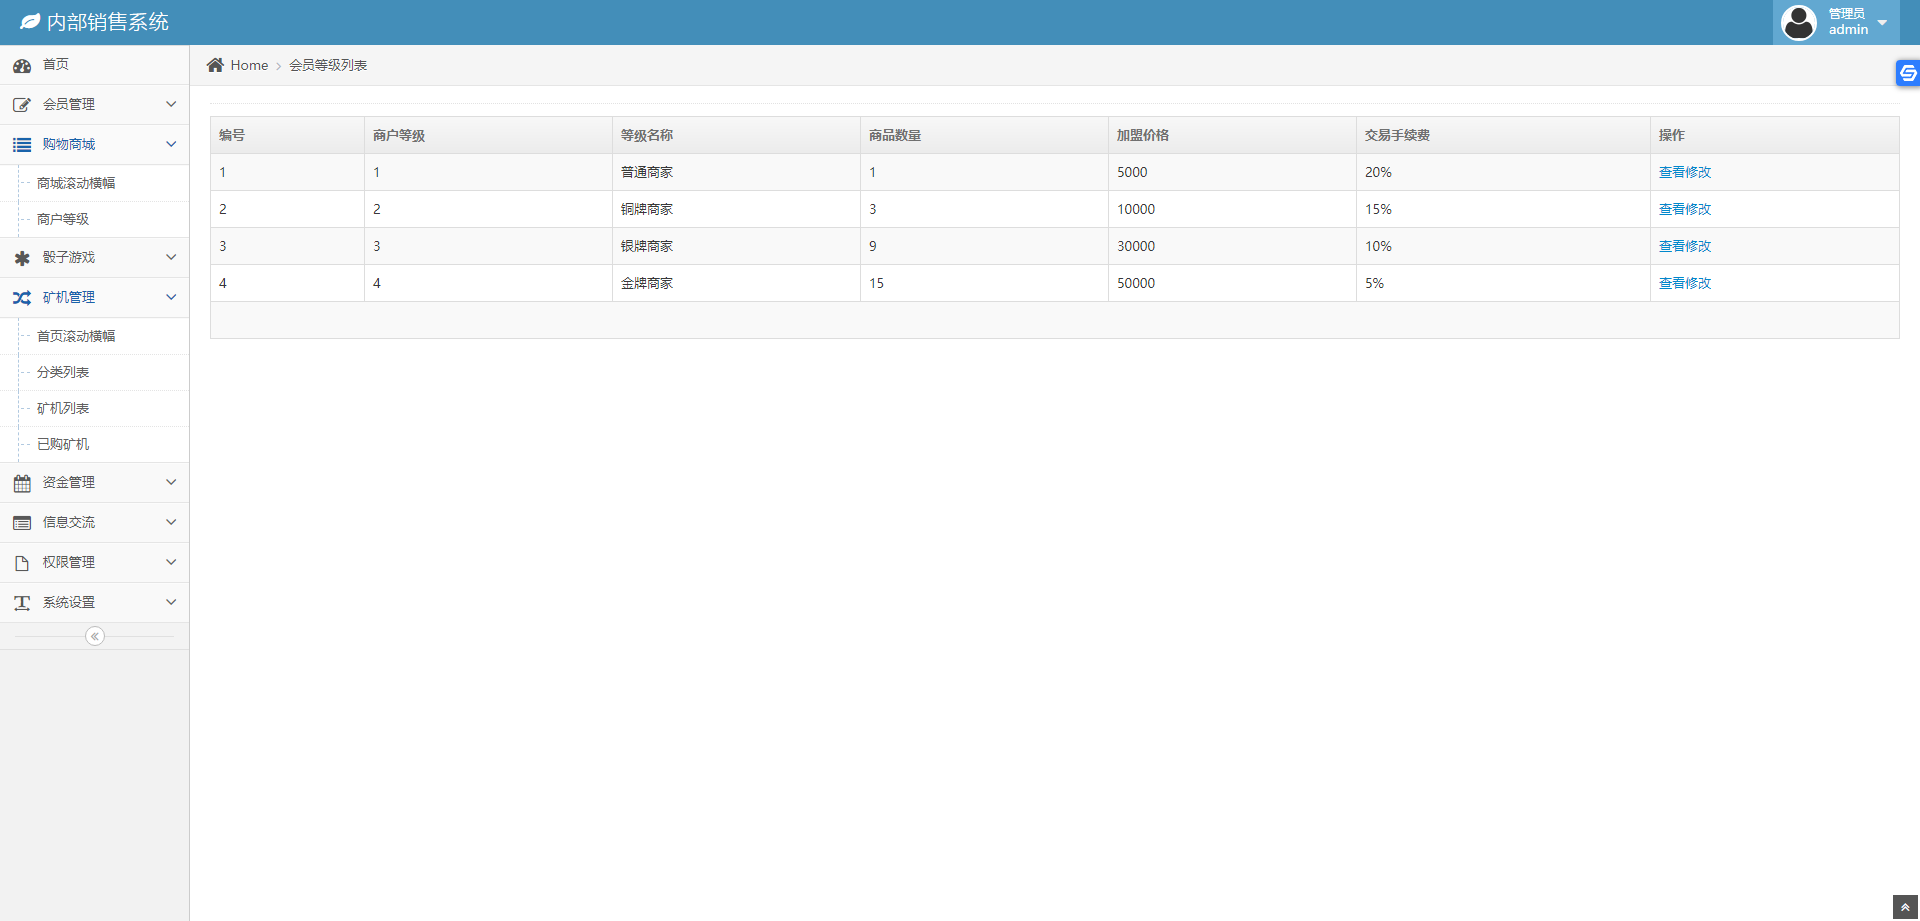 内部销售系统
管理员
admin
首页
会员管理
购物商城
商城滚动横幅
商户等级
骰子游戏
矿机管理
首页滚动横幅
分类列表
矿机列表
已购矿机
资金管理
信息交流
权限管理
系统设置
Home 会员等级列表
编号 商户等级 等级名称 商品数量 加盟价格 交易手续费 操作
1 1 普通商家 1 5000 20% 查看修改
2 2 铜牌商家 3 10000 15% 查看修改
3 3 银牌商家 9 30000 10% 查看修改
4 4 金牌商家 15 50000 5% 查看修改